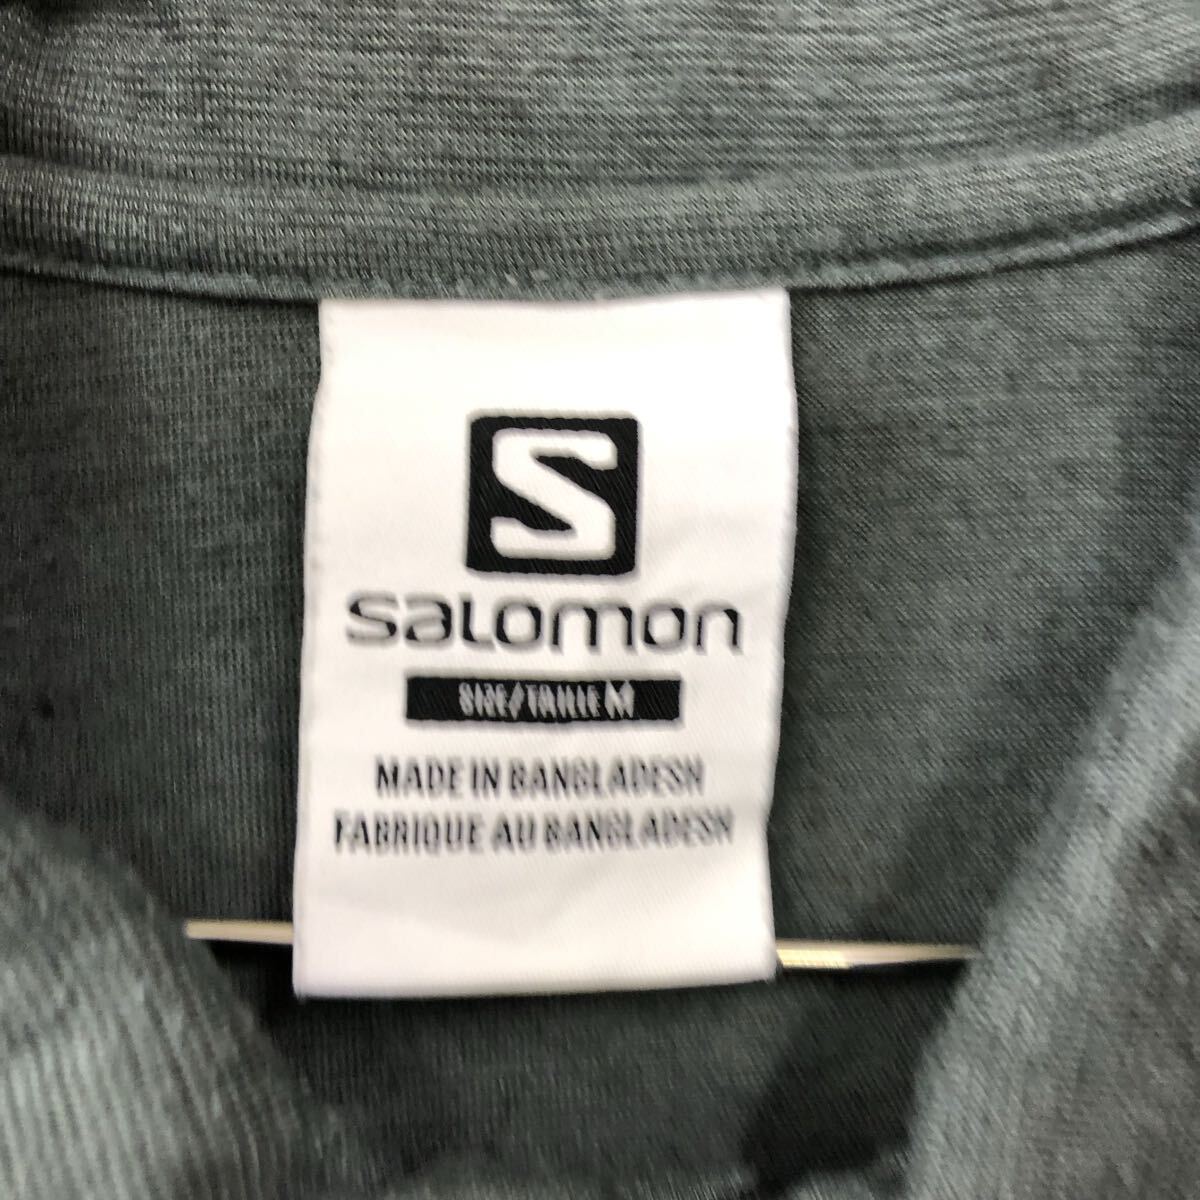 S
salomon
SIZE/TAILLE M
MADE IN BANGLADESH
FABRIQUE AU BANGLADESH